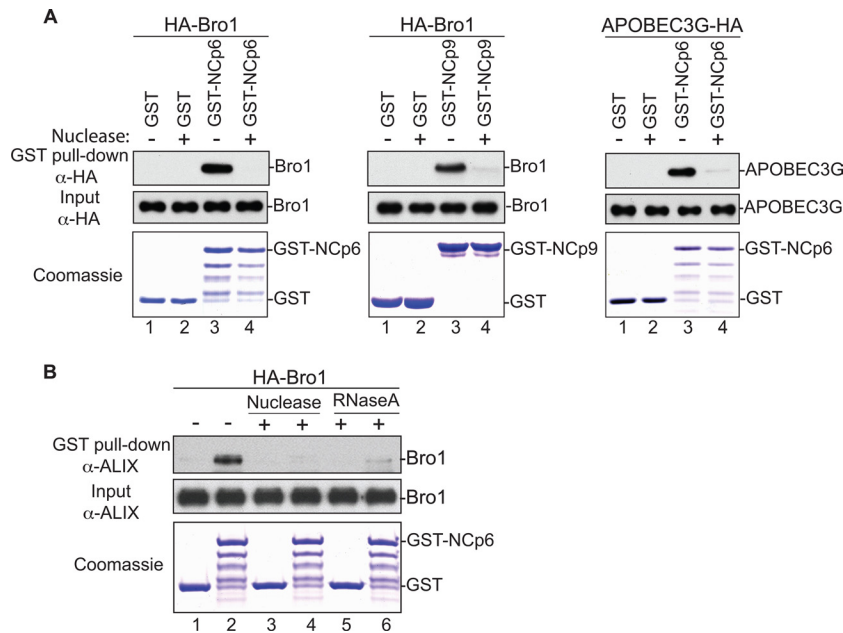 A
HA-Bro1
GST
GST
GST-NCp6
GST-NCp6
Nuclease: - + - +
GST pull-down
α-HA
-Bro1
Input
α-HA
-Bro1
Coomassie
-GST-NCp6
-GST
1 2 3 4
HA-Bro1
GST
GST
GST-NCp9
GST-NCp9
- + - +
-Bro1
-Bro1
-GST-NCp9
-GST
1 2 3 4
APOBEC3G-HA
GST
GST
GST-NCp6
GST-NCp6
- + - +
-APOBEC3G
-APOBEC3G
-GST-NCp6
-GST
1 2 3 4
B
HA-Bro1
Nuclease RNaseA
- - + + + +
GST pull-down
α-ALIX
-Bro1
Input
α-ALIX
-Bro1
Coomassie
-GST-NCp6
-GST
1 2 3 4 5 6